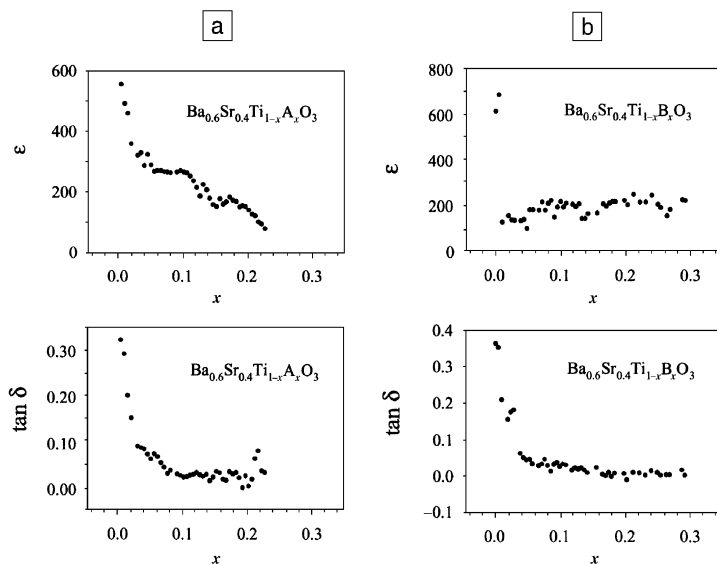 a
600
400
200
0
ε
Ba0.6Sr0.4Ti1–xAxO3
0.0 0.1 0.2 0.3
x
0.30
0.20
0.10
0.00
tan δ
Ba0.6Sr0.4Ti1–xAxO3
0.0 0.1 0.2 0.3
x
b
800
600
400
200
0
ε
Ba0.6Sr0.4Ti1–xBxO3
0.0 0.1 0.2 0.3
x
0.4
0.3
0.2
0.1
0.0
–0.1
tan δ
Ba0.6Sr0.4Ti1–xBxO3
0.0 0.1 0.2 0.3
x